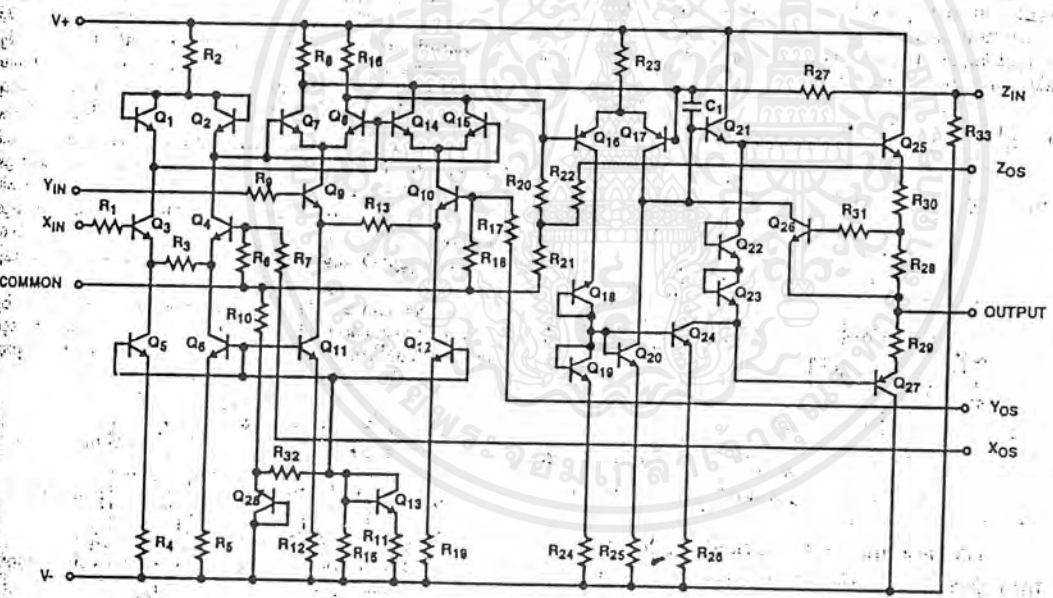 V+
R2
R8
R16
R23
R27
ZIN
Q1
Q2
Q7
Q8
Q14
Q15
C1
Q21
R33
Q16
Q17
Q25
ZOS
YIN
R9
Q9
Q10
R20
R22
R30
XIN
R1
Q3
Q4
R13
R17
Q26
R31
R3
R6
R7
R18
R21
Q22
R28
COMMON
Q18
Q23
R10
OUTPUT
Q5
Q6
Q11
Q12
Q19
Q20
Q24
R29
Q27
YOS
XOS
R32
Q28
Q13
R4
R5
R12
R15
R11
R19
R24
R25
R26
V-